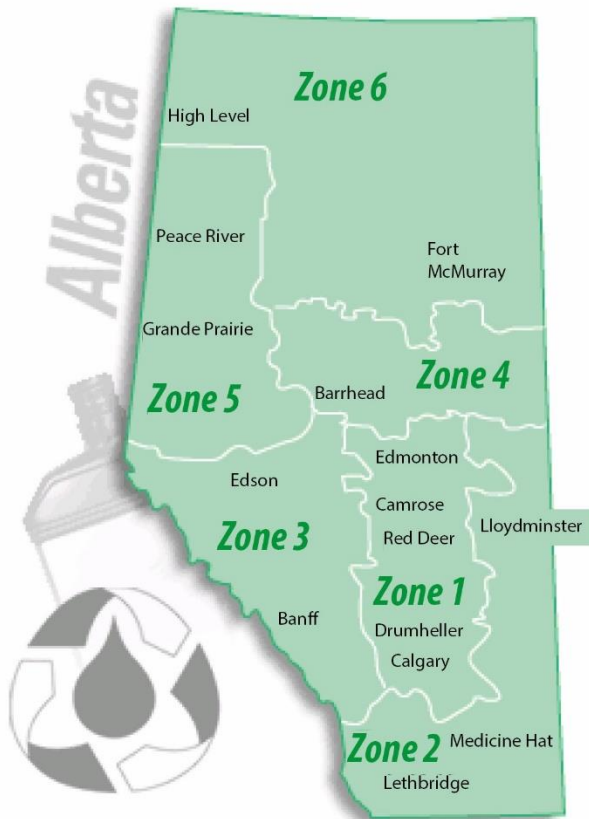 Alberta
Zone 6
High Level
Peace River
Fort
McMurray
Grande Prairie
Zone 5
Barrhead
Zone 4
Edmonton
Edson
Camrose
Lloydminster
Red Deer
Zone 3
Zone 1
Banff
Drumheller
Calgary
Zone 2
Medicine Hat
Lethbridge